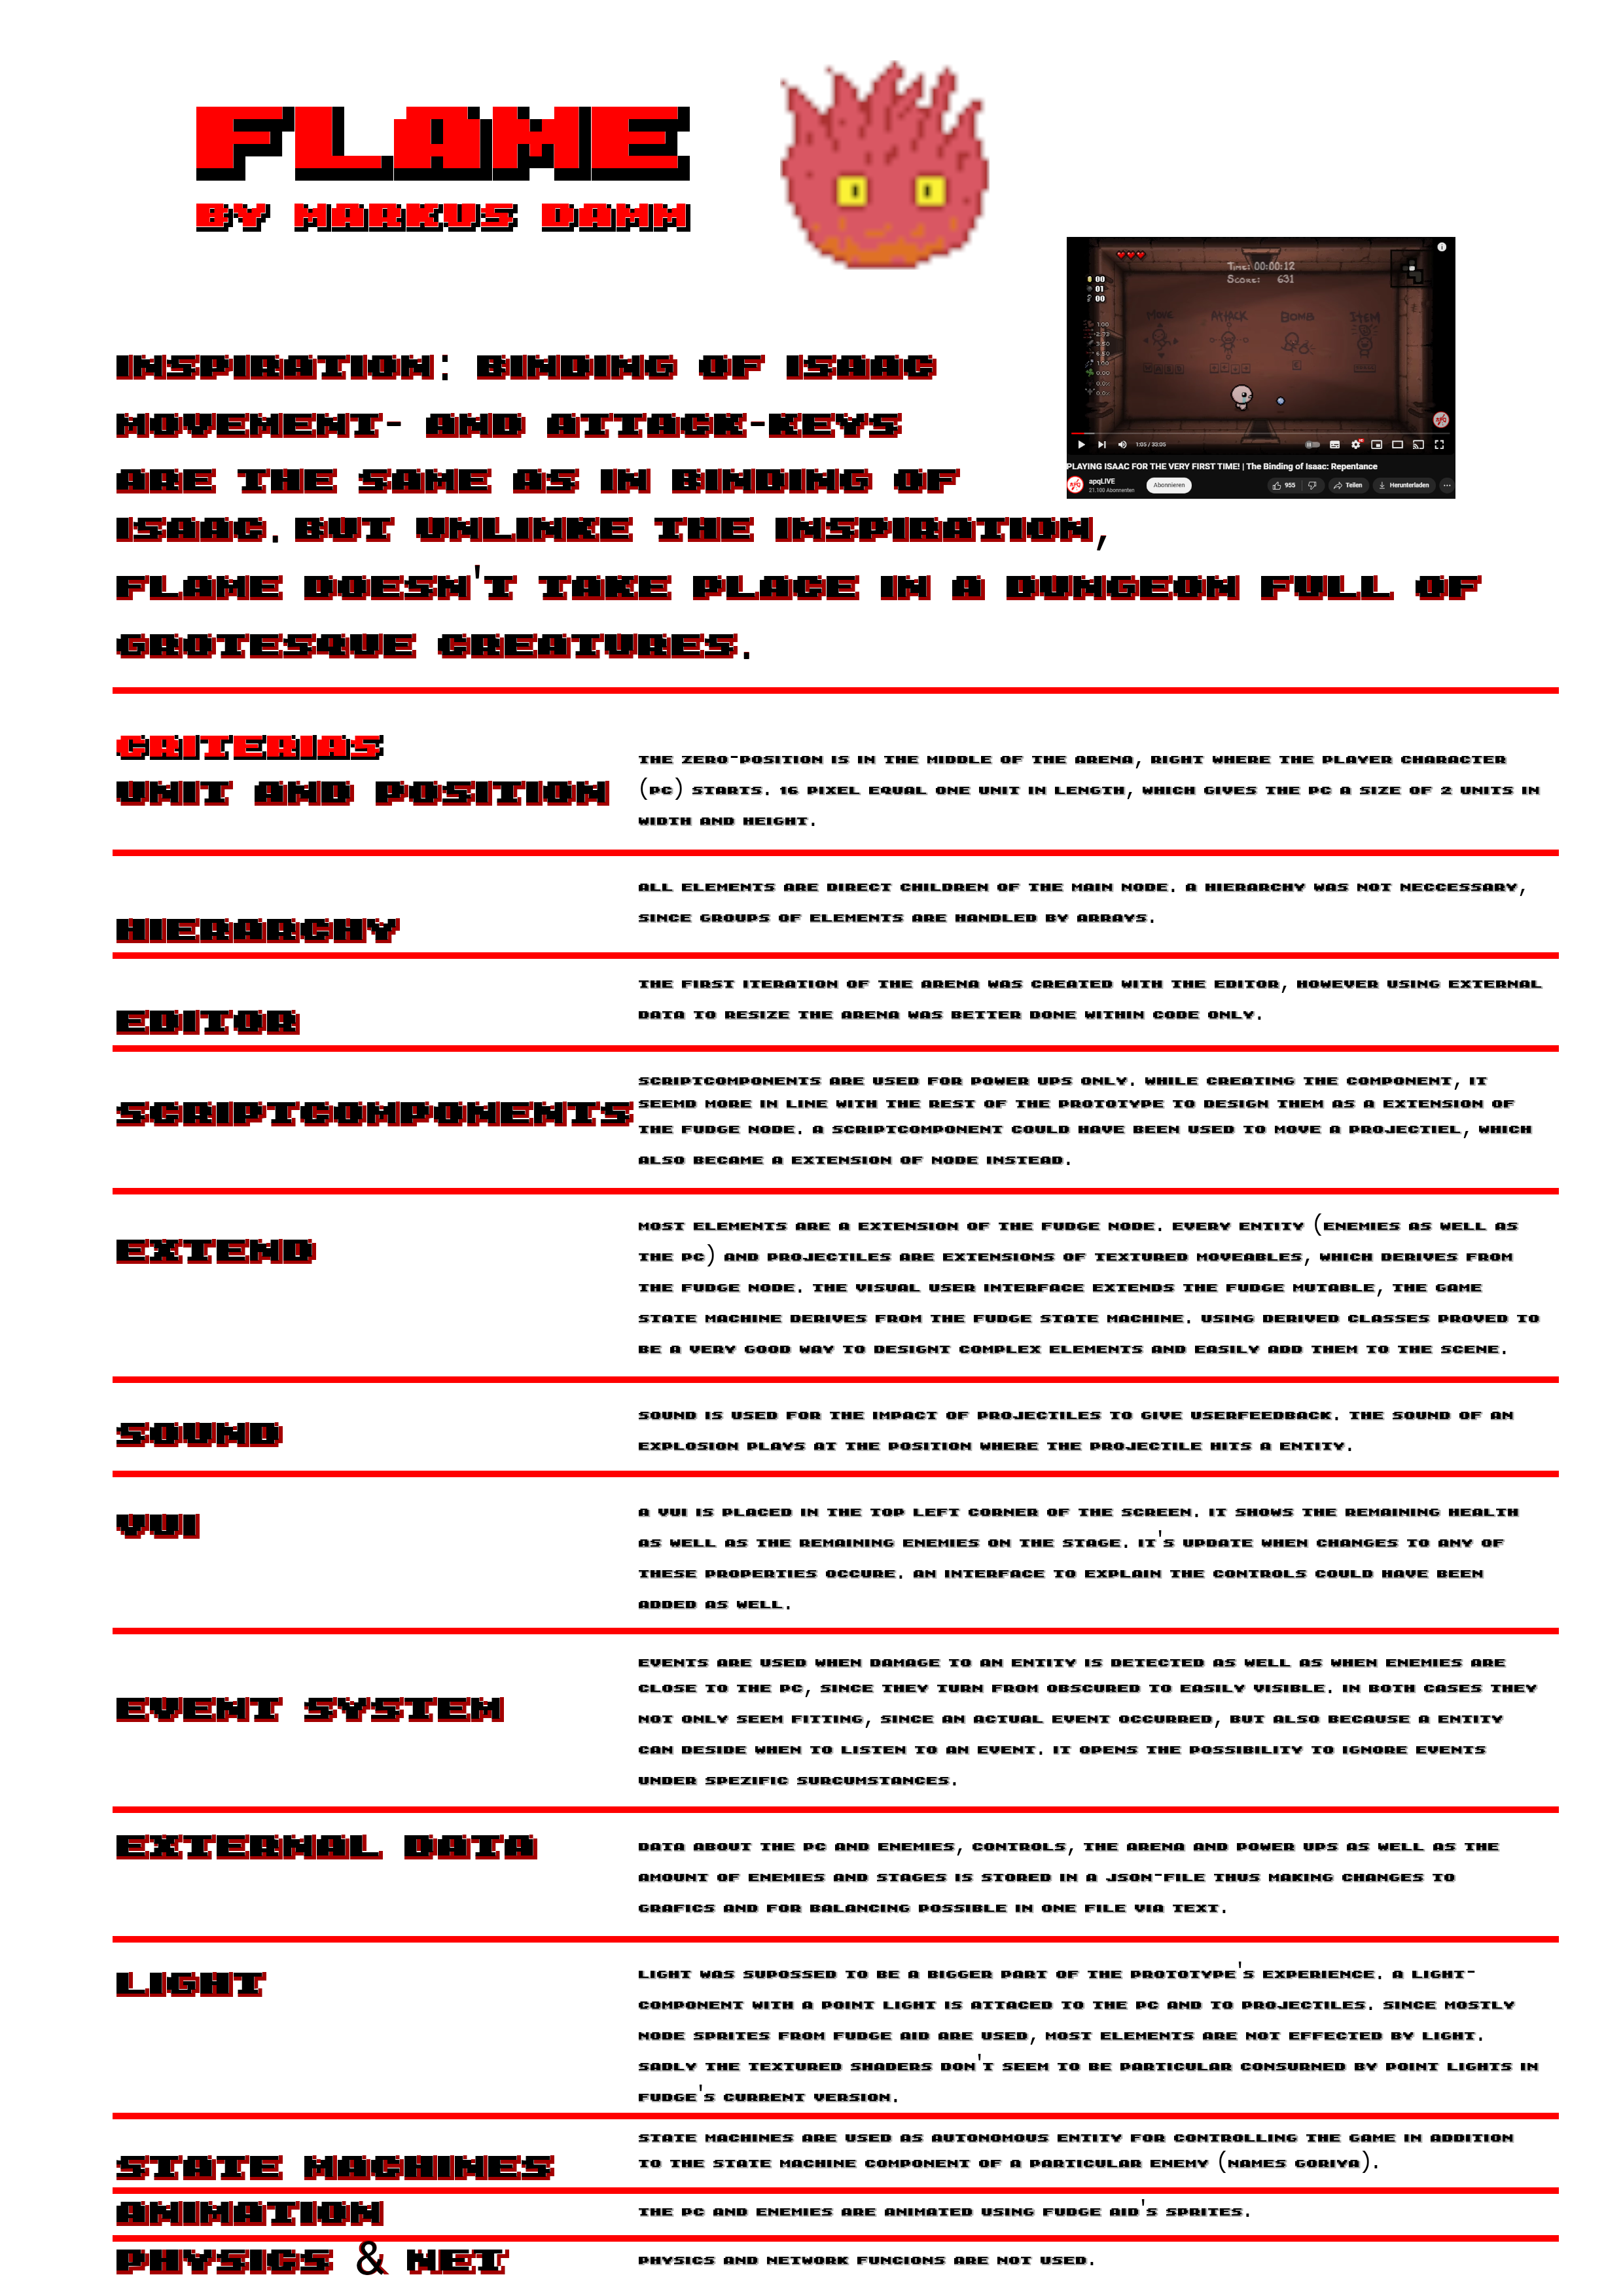 FLAME
BY MARKUS DAMM
Time: 00:00:12
Score: 631
00
01
00
MOVE ATTACK BOMB ITEM
1:05 / 33:05
PLAYING ISAAC FOR THE VERY FIRST TIME! | The Binding of Isaac: Repentance
apqLIVE
21.100 Abonnenten
Abonnieren
955
Teilen
Herunterladen
INSPIRATION: BINDING OF ISAAC
MOVEMENT- AND ATTACK-KEYS
ARE THE SAME AS IN BINDING OF
ISAAC. BUT UNLINKE THE INSPIRATION,
FLAME DOESN'T TAKE PLACE IN A DUNGEON FULL OF
GROTESQUE CREATURES.
CRITERIAS
UNIT AND POSITION
THE ZERO-POSITION IS IN THE MIDDLE OF THE ARENA, RIGHT WHERE THE PLAYER CHARACTER
(PC) STARTS. 16 PIXEL EQUAL ONE UNIT IN LENGTH, WHICH GIVES THE PC A SIZE OF 2 UNITS IN
WIDTH AND HEIGHT.
HIERARCHY
ALL ELEMENTS ARE DIRECT CHILDREN OF THE MAIN NODE. A HIERARCHY WAS NOT NECCESSARY,
SINCE GROUPS OF ELEMENTS ARE HANDLED BY ARRAYS.
EDITOR
THE FIRST ITERATION OF THE ARENA WAS CREATED WITH THE EDITOR, HOWEVER USING EXTERNAL
DATA TO RESIZE THE ARENA WAS BETTER DONE WITHIN CODE ONLY.
SCRIPTCOMPONENTS
SCRIPTCOMPONENTS ARE USED FOR POWER UPS ONLY. WHILE CREATING THE COMPONENT, IT
SEEMD MORE IN LINE WITH THE REST OF THE PROTOTYPE TO DESIGN THEM AS A EXTENSION OF
THE FUDGE NODE. A SCRIPTCOMPONENT COULD HAVE BEEN USED TO MOVE A PROJECTIEL, WHICH
ALSO BECAME A EXTENSION OF NODE INSTEAD.
EXTEND
MOST ELEMENTS ARE A EXTENSION OF THE FUDGE NODE. EVERY ENTITY (ENEMIES AS WELL AS
THE PC) AND PROJECTILES ARE EXTENSIONS OF TEXTURED MOVEABLES, WHICH DERIVES FROM
THE FUDGE NODE. THE VISUAL USER INTERFACE EXTENDS THE FUDGE MUTABLE, THE GAME
STATE MACHINE DERIVES FROM THE FUDGE STATE MACHINE. USING DERIVED CLASSES PROVED TO
BE A VERY GOOD WAY TO DESIGNT COMPLEX ELEMENTS AND EASILY ADD THEM TO THE SCENE.
SOUND
SOUND IS USED FOR THE IMPACT OF PROJECTILES TO GIVE USERFEEDBACK. THE SOUND OF AN
EXPLOSION PLAYS AT THE POSITION WHERE THE PROJECTILE HITS A ENTITY.
VUI
A VUI IS PLACED IN THE TOP LEFT CORNER OF THE SCREEN. IT SHOWS THE REMAINING HEALTH
AS WELL AS THE REMAINING ENEMIES ON THE STAGE. IT'S UPDATE WHEN CHANGES TO ANY OF
THESE PROPERTIES OCCURE. AN INTERFACE TO EXPLAIN THE CONTROLS COULD HAVE BEEN
ADDED AS WELL.
EVENT SYSTEM
EVENTS ARE USED WHEN DAMAGE TO AN ENTITY IS DETECTED AS WELL AS WHEN ENEMIES ARE
CLOSE TO THE PC, SINCE THEY TURN FROM OBSCURED TO EASILY VISIBLE. IN BOTH CASES THEY
NOT ONLY SEEM FITTING, SINCE AN ACTUAL EVENT OCCURRED, BUT ALSO BECAUSE A ENTITY
CAN DESIDE WHEN TO LISTEN TO AN EVENT. IT OPENS THE POSSIBILITY TO IGNORE EVENTS
UNDER SPEZIFIC SURCUMSTANCES.
EXTERNAL DATA
DATA ABOUT THE PC AND ENEMIES, CONTROLS, THE ARENA AND POWER UPS AS WELL AS THE
AMOUNT OF ENEMIES AND STAGES IS STORED IN A JSON-FILE THUS MAKING CHANGES TO
GRAFICS AND FOR BALANCING POSSIBLE IN ONE FILE VIA TEXT.
LIGHT
LIGHT WAS SUPOSSED TO BE A BIGGER PART OF THE PROTOTYPE'S EXPERIENCE. A LIGHT-
COMPONENT WITH A POINT LIGHT IS ATTACED TO THE PC AND TO PROJECTILES. SINCE MOSTLY
NODE SPRITES FROM FUDGE AID ARE USED, MOST ELEMENTS ARE NOT EFFECTED BY LIGHT.
SADLY THE TEXTURED SHADERS DON'T SEEM TO BE PARTICULAR CONSURNED BY POINT LIGHTS IN
FUDGE'S CURRENT VERSION.
STATE MACHINES
STATE MACHINES ARE USED AS AUTONOMOUS ENTITY FOR CONTROLLING THE GAME IN ADDITION
TO THE STATE MACHINE COMPONENT OF A PARTICULAR ENEMY (NAMES GORIYA).
ANIMATION
THE PC AND ENEMIES ARE ANIMATED USING FUDGE AID'S SPRITES.
PHYSICS & NET
PHYSICS AND NETWORK FUNCIONS ARE NOT USED.